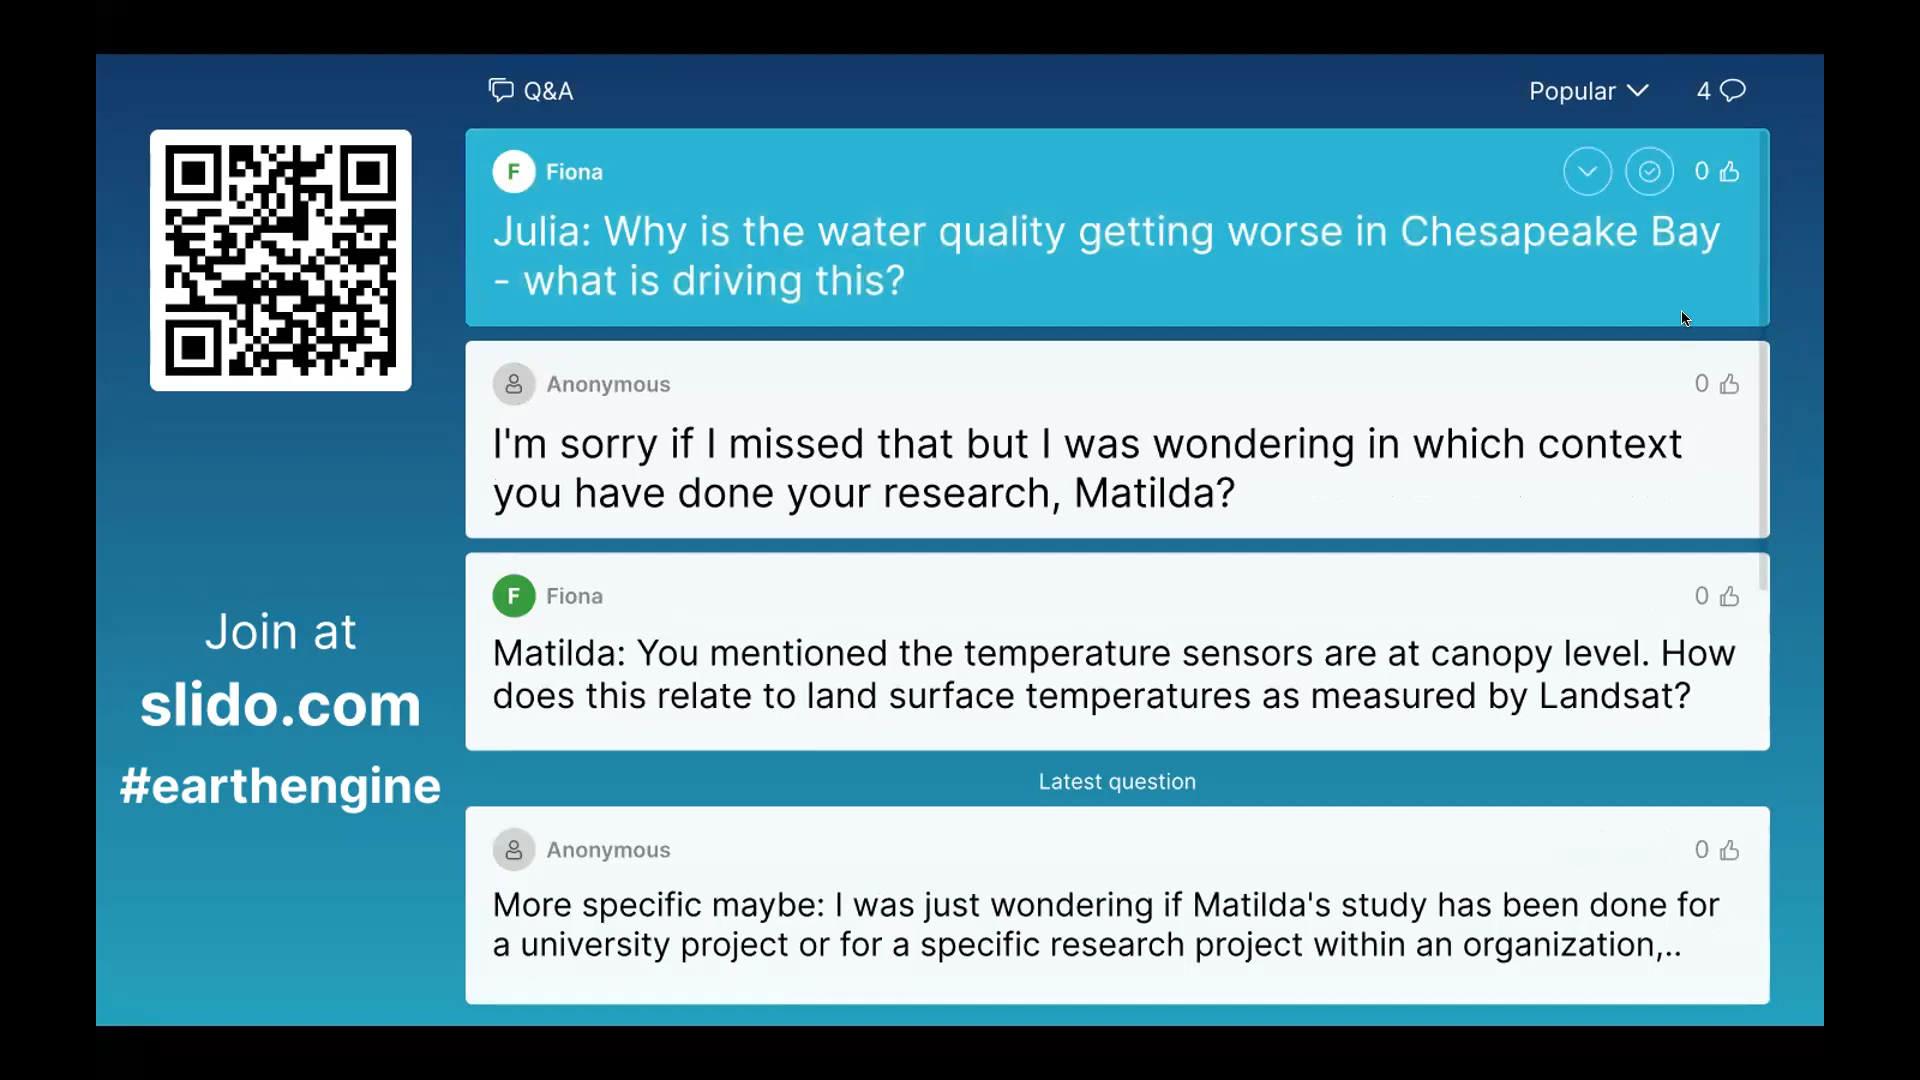 Q&A
Popular
4
F Fiona
0
Julia: Why is the water quality getting worse in Chesapeake Bay
- what is driving this?
Anonymous
0
I'm sorry if I missed that but I was wondering in which context
you have done your research, Matilda?
F Fiona
0
Matilda: You mentioned the temperature sensors are at canopy level. How
does this relate to land surface temperatures as measured by Landsat?
Latest question
Anonymous
0
More specific maybe: I was just wondering if Matilda's study has been done for
a university project or for a specific research project within an organization,..
Join at
slido.com
#earthengine